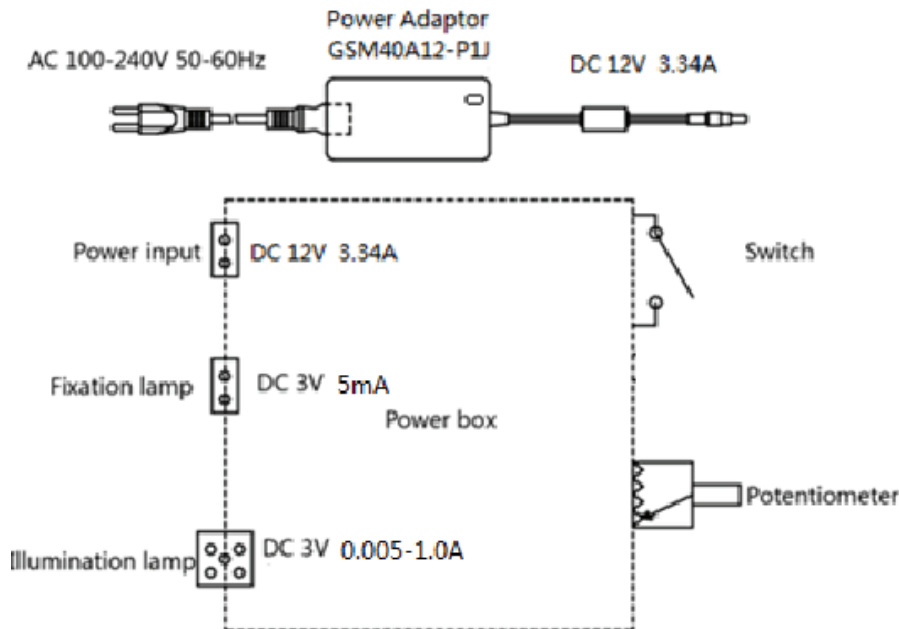 Power Adaptor
GSM40A12-P1J
AC 100-240V 50-60Hz
DC 12V 3.34A
Power input
DC 12V 3.34A
Switch
Fixation lamp
DC 3V 5mA
Power box
Potentiometer
Illumination lamp
DC 3V 0.005-1.0A